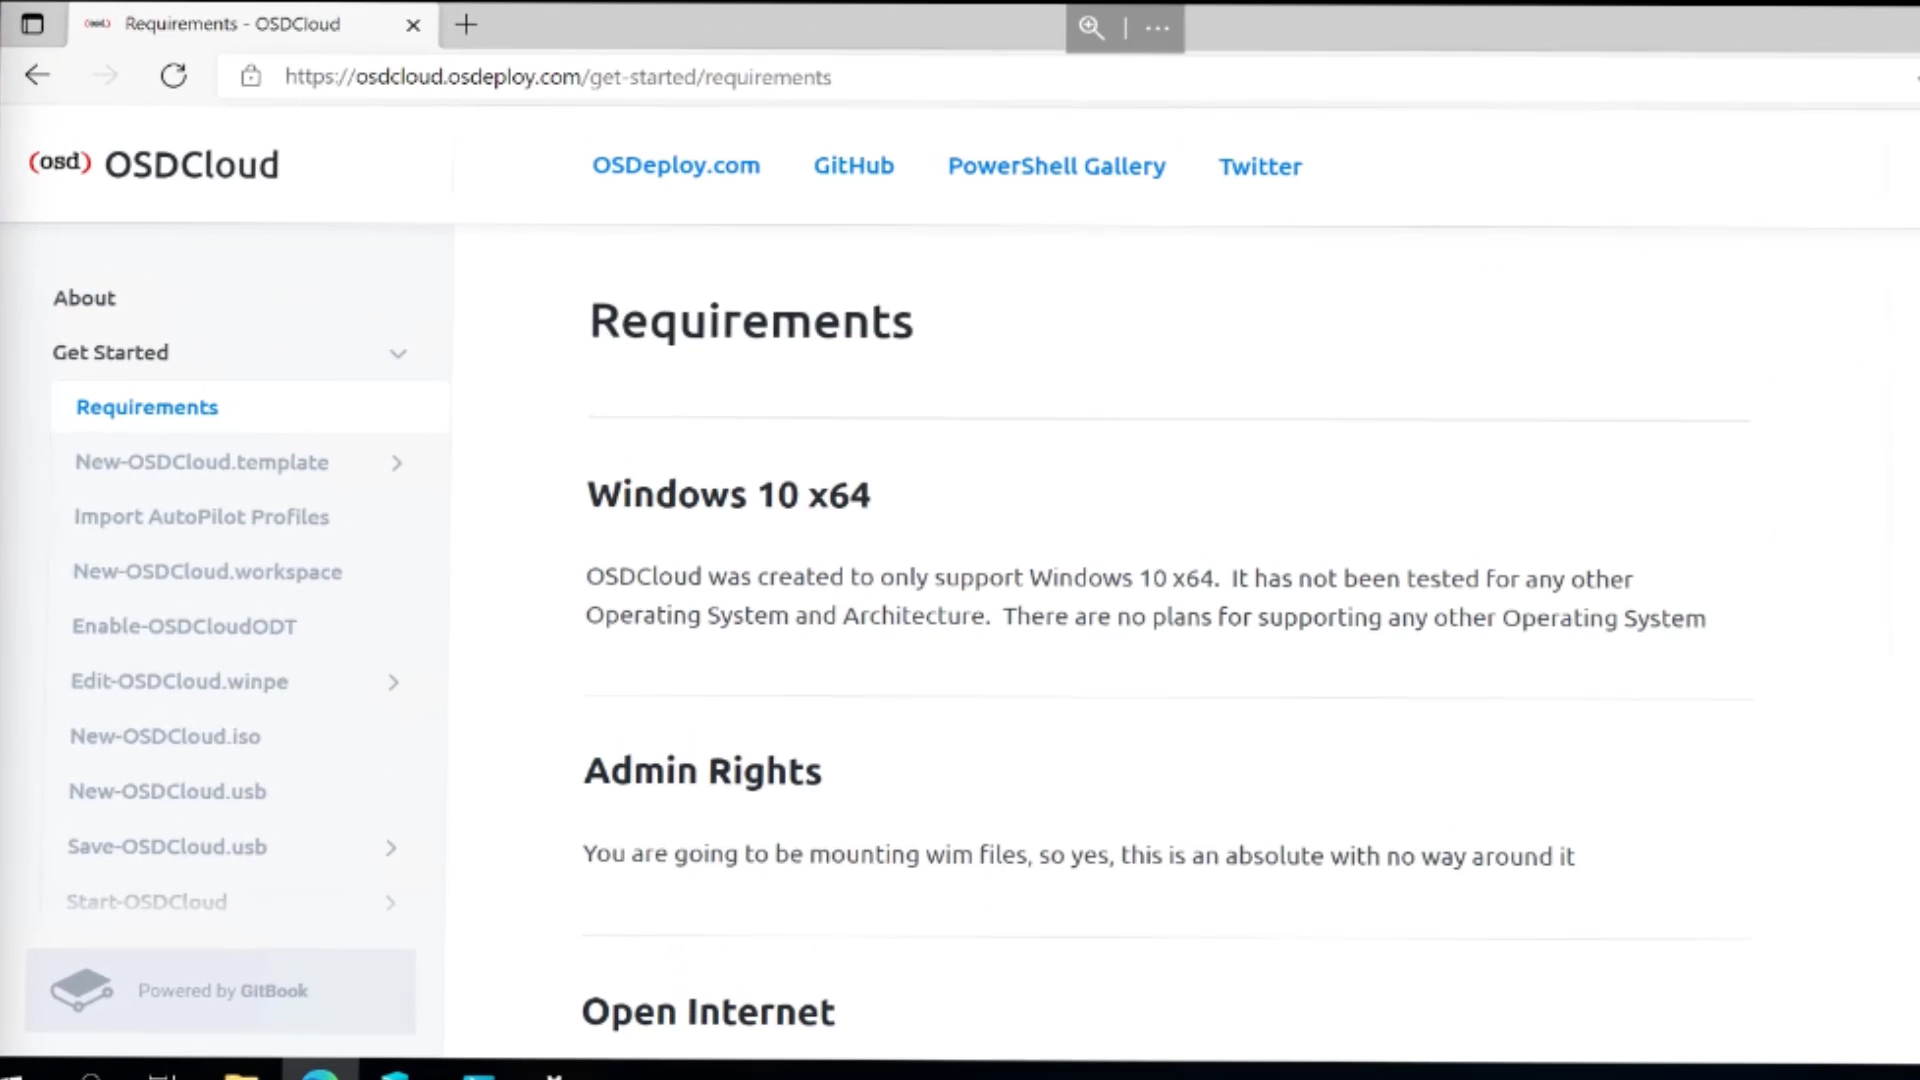 Requirements - OSDCloud
https://osdcloud.osdeploy.com/get-started/requirements
(osd) OSDCloud
OSDeploy.com
GitHub
PowerShell Gallery
Twitter
About
Get Started
Requirements
New-OSDCloud.template
Import AutoPilot Profiles
New-OSDCloud.workspace
Enable-OSDCloudODT
Edit-OSDCloud.winpe
New-OSDCloud.iso
New-OSDCloud.usb
Save-OSDCloud.usb
Start-OSDCloud
Powered by GitBook
Requirements
Windows 10 x64
OSDCloud was created to only support Windows 10 x64. It has not been tested for any other
Operating System and Architecture. There are no plans for supporting any other Operating System
Admin Rights
You are going to be mounting wim files, so yes, this is an absolute with no way around it
Open Internet